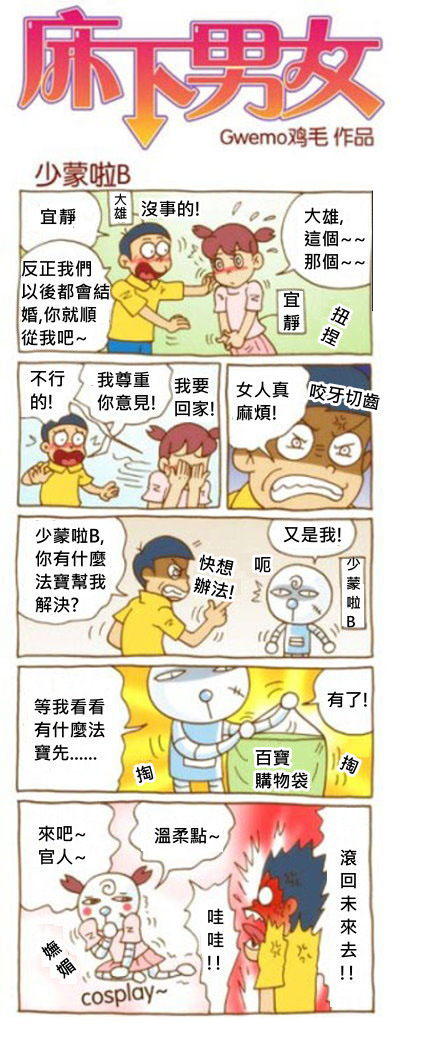 床下男女
Gwemo鸡毛 作品
少蒙啦B
宜靜
大雄
沒事的!
大雄,
這個~~
那個~~
反正我們
以後都會結
婚,你就順
從我吧~
宜靜
扭捏
不行
的!
我尊重
你意見!
我要
回家!
女人真
麻煩!
咬牙切齒
少蒙啦B,
你有什麼
法寶幫我
解決?
快想
辦法!
呃
又是我!
少蒙啦B
等我看看
有什麼法
寶先......
掏
有了!
百寶
購物袋
掏
來吧~
官人~
溫柔點~
嫵媚
cosplay~
哇哇!!
滾回未來去!!